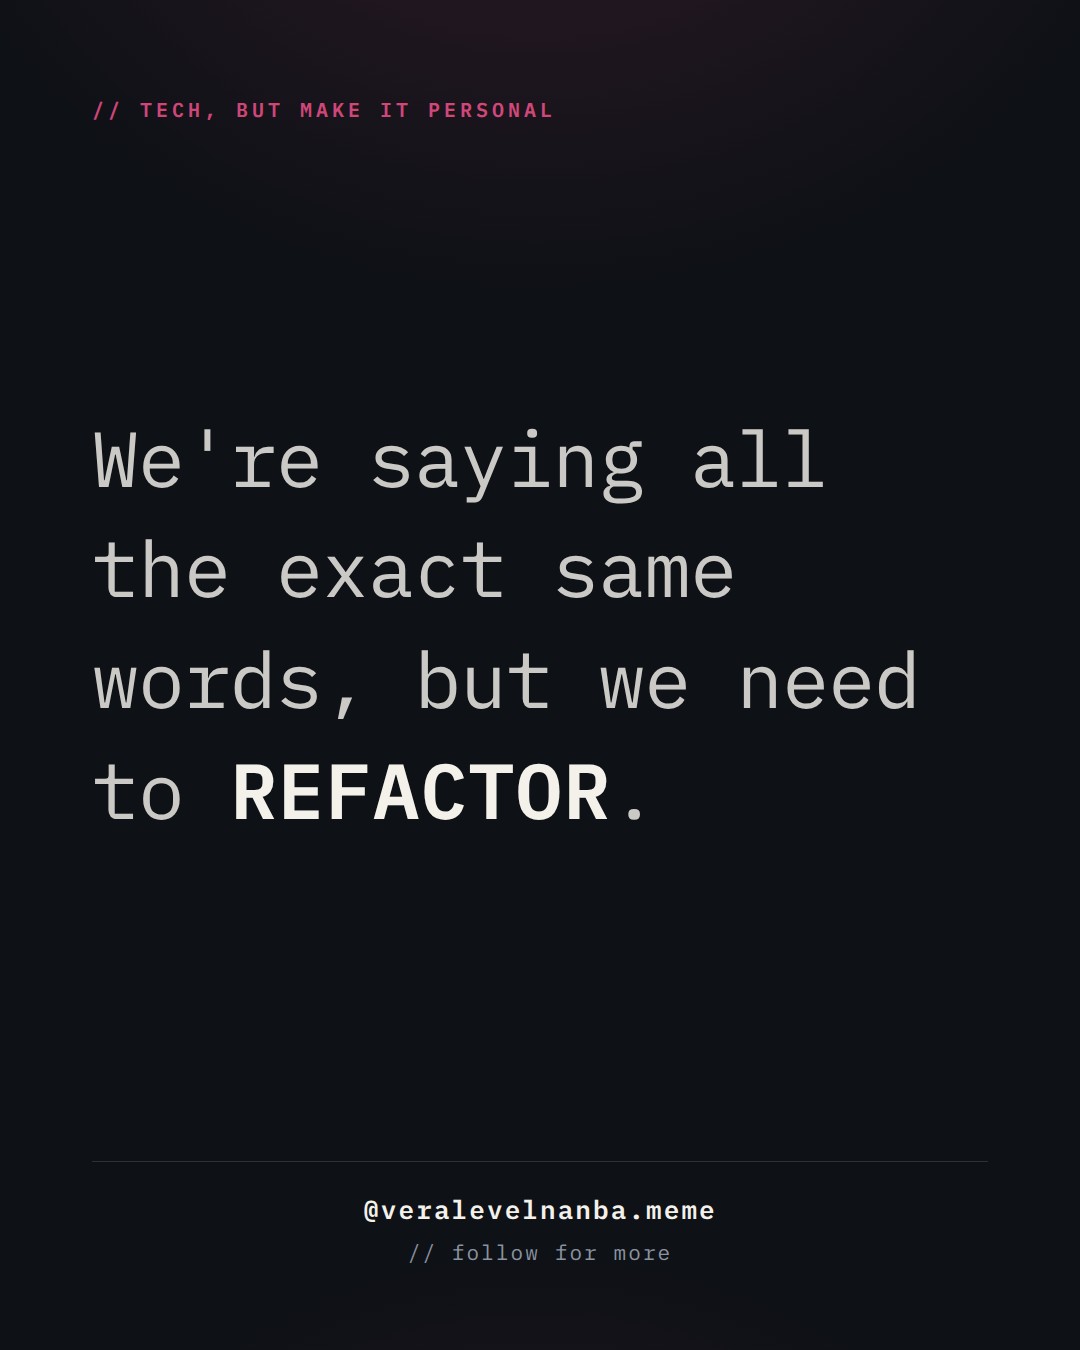 // TECH, BUT MAKE IT PERSONAL
We're saying all
the exact same
words, but we need
to REFACTOR.
@veralevelnanba.meme
// follow for more